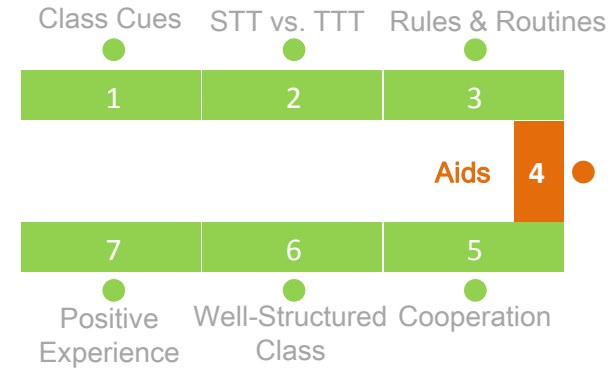 Class Cues STT vs. TTT Rules & Routines
1 2 3
Aids 4
7 6 5
Positive Experience
Well-Structured Class
Cooperation